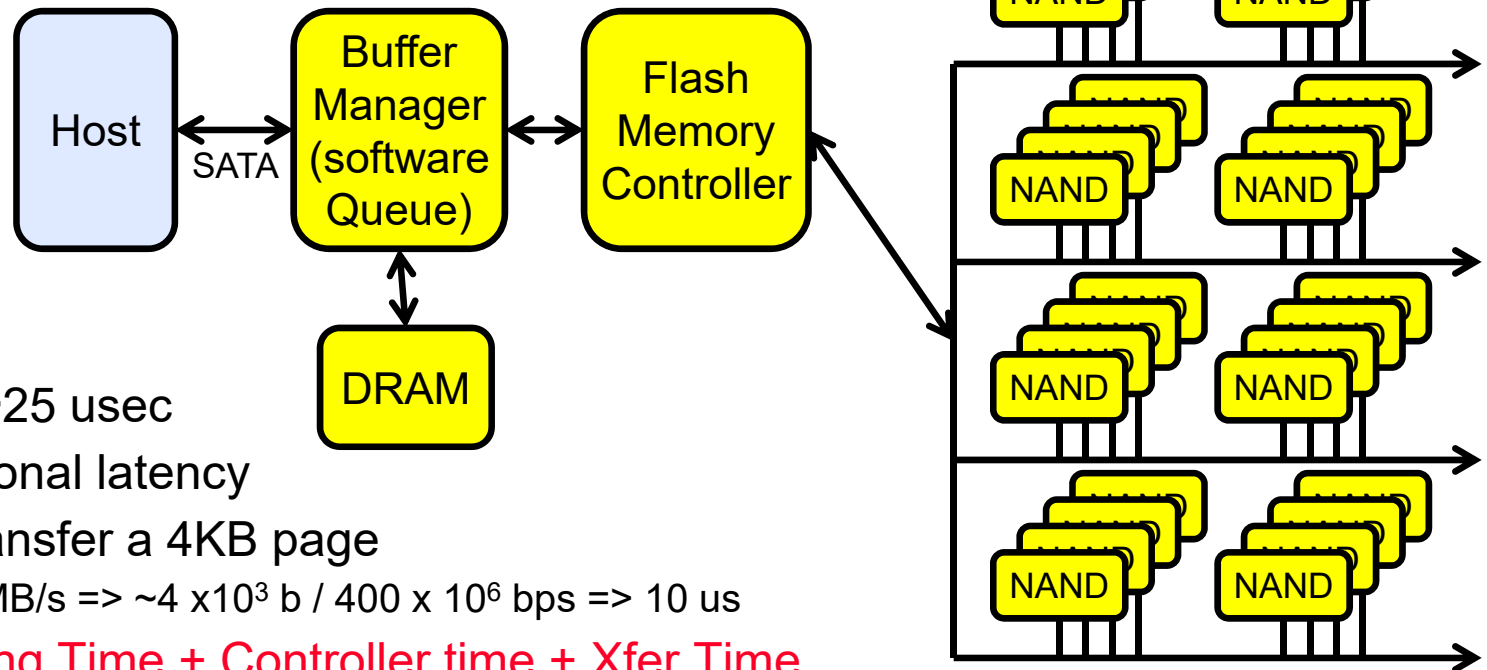 NAND NAND
Host
SATA
Buffer
Manager
(software
Queue)
Flash
Memory
Controller
DRAM
NAND NAND
NAND NAND
NAND NAND
25 usec
onal latency
ansfer a 4KB page
MB/s => ~4 x10³ b / 400 x 10⁶ bps => 10 us
ng Time + Controller time + Xfer Time